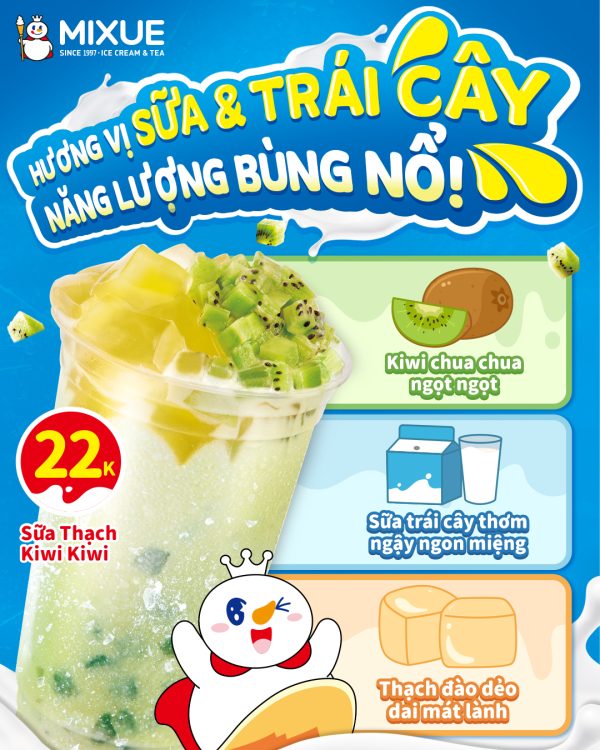 MIXUE
SINCE 1997 · ICE CREAM & TEA
HƯƠNG VỊ SỮA & TRÁI CÂY
NĂNG LƯỢNG BÙNG NỔ!
Kiwi chua chua
ngọt ngọt
22K
Sữa Thạch
Kiwi Kiwi
Sữa trái cây thơm
ngậy ngon miệng
Thạch đào dẻo
dai mát lành